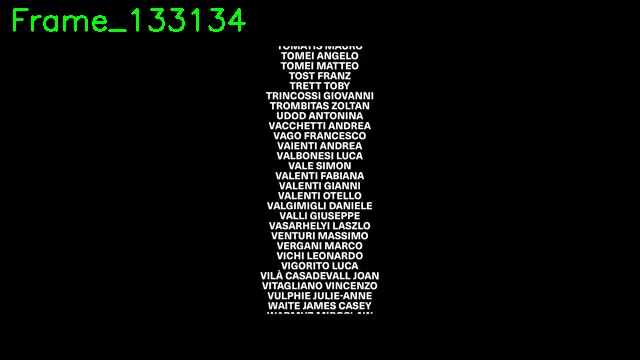 Frame_133134
TOMATIS MAURO
TOMEI ANGELO
TOMEI MATTEO
TOST FRANZ
TRETT TOBY
TRINCOSSI GIOVANNI
TROMBITAS ZOLTAN
UDOD ANTONINA
VACCHETTI ANDREA
VAGO FRANCESCO
VAIENTI ANDREA
VALBONESI LUCA
VALE SIMON
VALENTI FABIANA
VALENTI GIANNI
VALENTI OTELLO
VALGIMIGLI DANIELE
VALLI GIUSEPPE
VASARHELYI LASZLO
VENTURI MASSIMO
VERGANI MARCO
VICHI LEONARDO
VIGORITO LUCA
VILÀ CASADEVALL JOAN
VITAGLIANO VINCENZO
VULPHIE JULIE-ANNE
WAITE JAMES CASEY